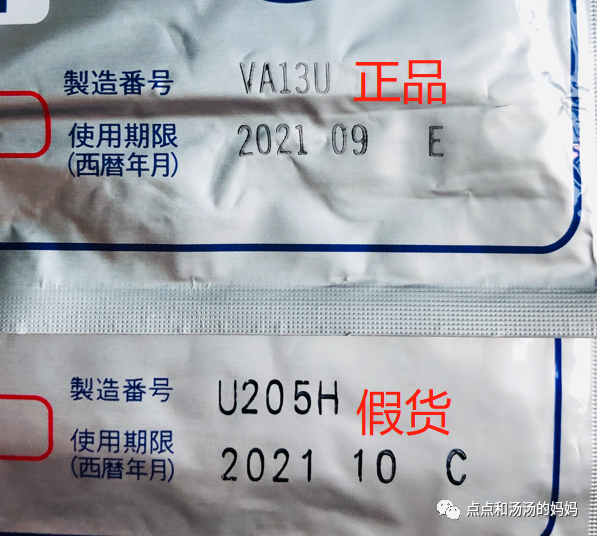 製造番号 VA13U 正品
使用期限 2021 09 E
(西暦年月)
製造番号 U205H 假货
使用期限 2021 10 C
(西暦年月)
点点和汤汤的妈妈